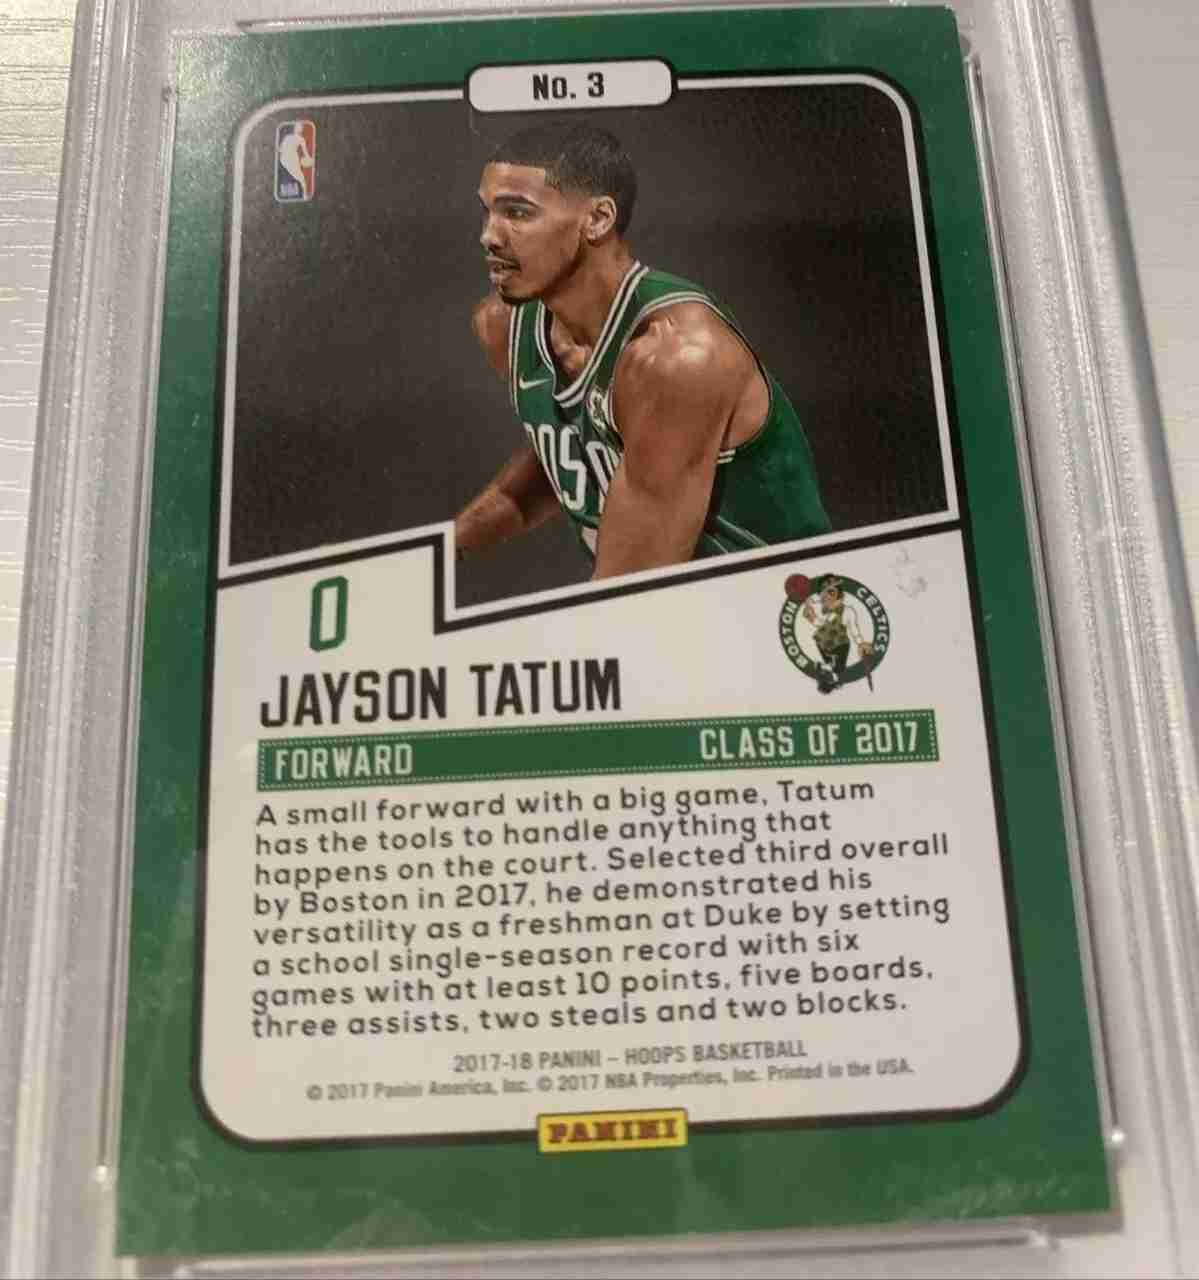 No. 3
NBA
BOSTON
0
BOSTON CELTICS
JAYSON TATUM
FORWARD CLASS OF 2017
A small forward with a big game, Tatum
has the tools to handle anything that
happens on the court. Selected third overall
by Boston in 2017, he demonstrated his
versatility as a freshman at Duke by setting
a school single-season record with six
games with at least 10 points, five boards,
three assists, two steals and two blocks.
2017-18 PANINI – HOOPS BASKETBALL
© 2017 Panini America, Inc. © 2017 NBA Properties, Inc. Printed in the USA.
PANINI